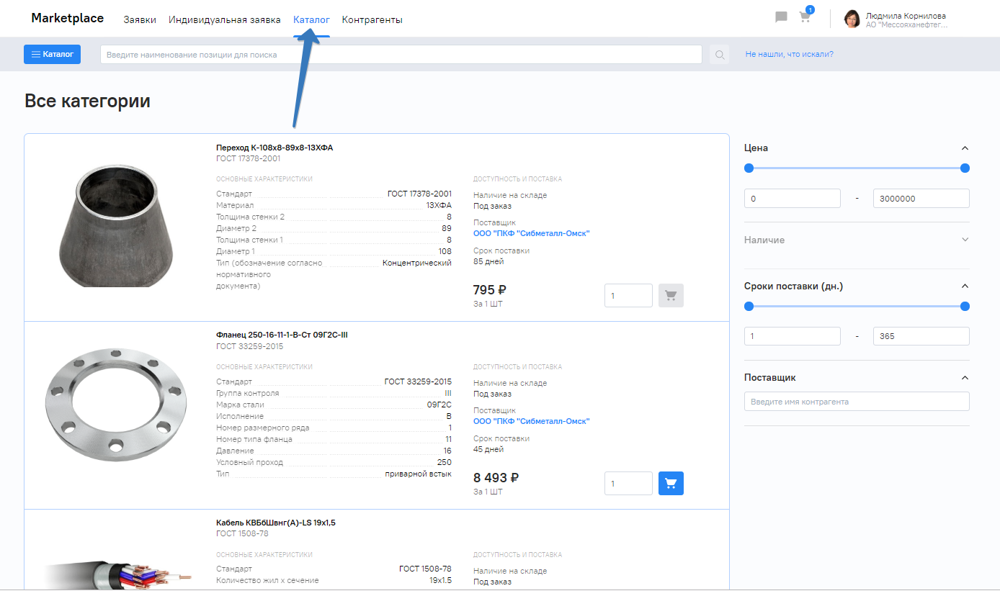 Marketplace
Заявки
Индивидуальная заявка
Каталог
Контрагенты
1
Людмила Корнилова
АО "Мессояханефтег...
Каталог
Введите наименование позиции для поиска
Не нашли, что искали?
Все категории
Переход К-108х8-89х8-13ХФА
ГОСТ 17378-2001
ОСНОВНЫЕ ХАРАКТЕРИСТИКИ
Стандарт ГОСТ 17378-2001
Материал 13ХФА
Толщина стенки 2 8
Диаметр 2 89
Толщина стенки 1 8
Диаметр 1 108
Тип (обозначение согласно Концентрический
нормативного
документа)
ДОСТУПНОСТЬ И ПОСТАВКА
Наличие на складе
Под заказ
Поставщик
ООО "ПКФ "Сибметалл-Омск"
Срок поставки
85 дней
795 ₽
За 1 ШТ
1
Фланец 250-16-11-1-В-Ст 09Г2С-III
ГОСТ 33259-2015
ОСНОВНЫЕ ХАРАКТЕРИСТИКИ
Стандарт ГОСТ 33259-2015
Группа контроля III
Марка стали 09Г2С
Исполнение В
Номер размерного ряда 1
Номер типа фланца 11
Давление 16
Условный проход 250
Тип приварной встык
ДОСТУПНОСТЬ И ПОСТАВКА
Наличие на складе
Под заказ
Поставщик
ООО "ПКФ "Сибметалл-Омск"
Срок поставки
45 дней
8 493 ₽
За 1 ШТ
1
Кабель КВБбШвнг(А)-LS 19х1,5
ГОСТ 1508-78
ОСНОВНЫЕ ХАРАКТЕРИСТИКИ
Стандарт ГОСТ 1508-78
Количество жил х сечение 19х1.5
ДОСТУПНОСТЬ И ПОСТАВКА
Наличие на складе
Под заказ
Цена
0 - 3000000
Наличие
Сроки поставки (дн.)
1 - 365
Поставщик
Введите имя контрагента